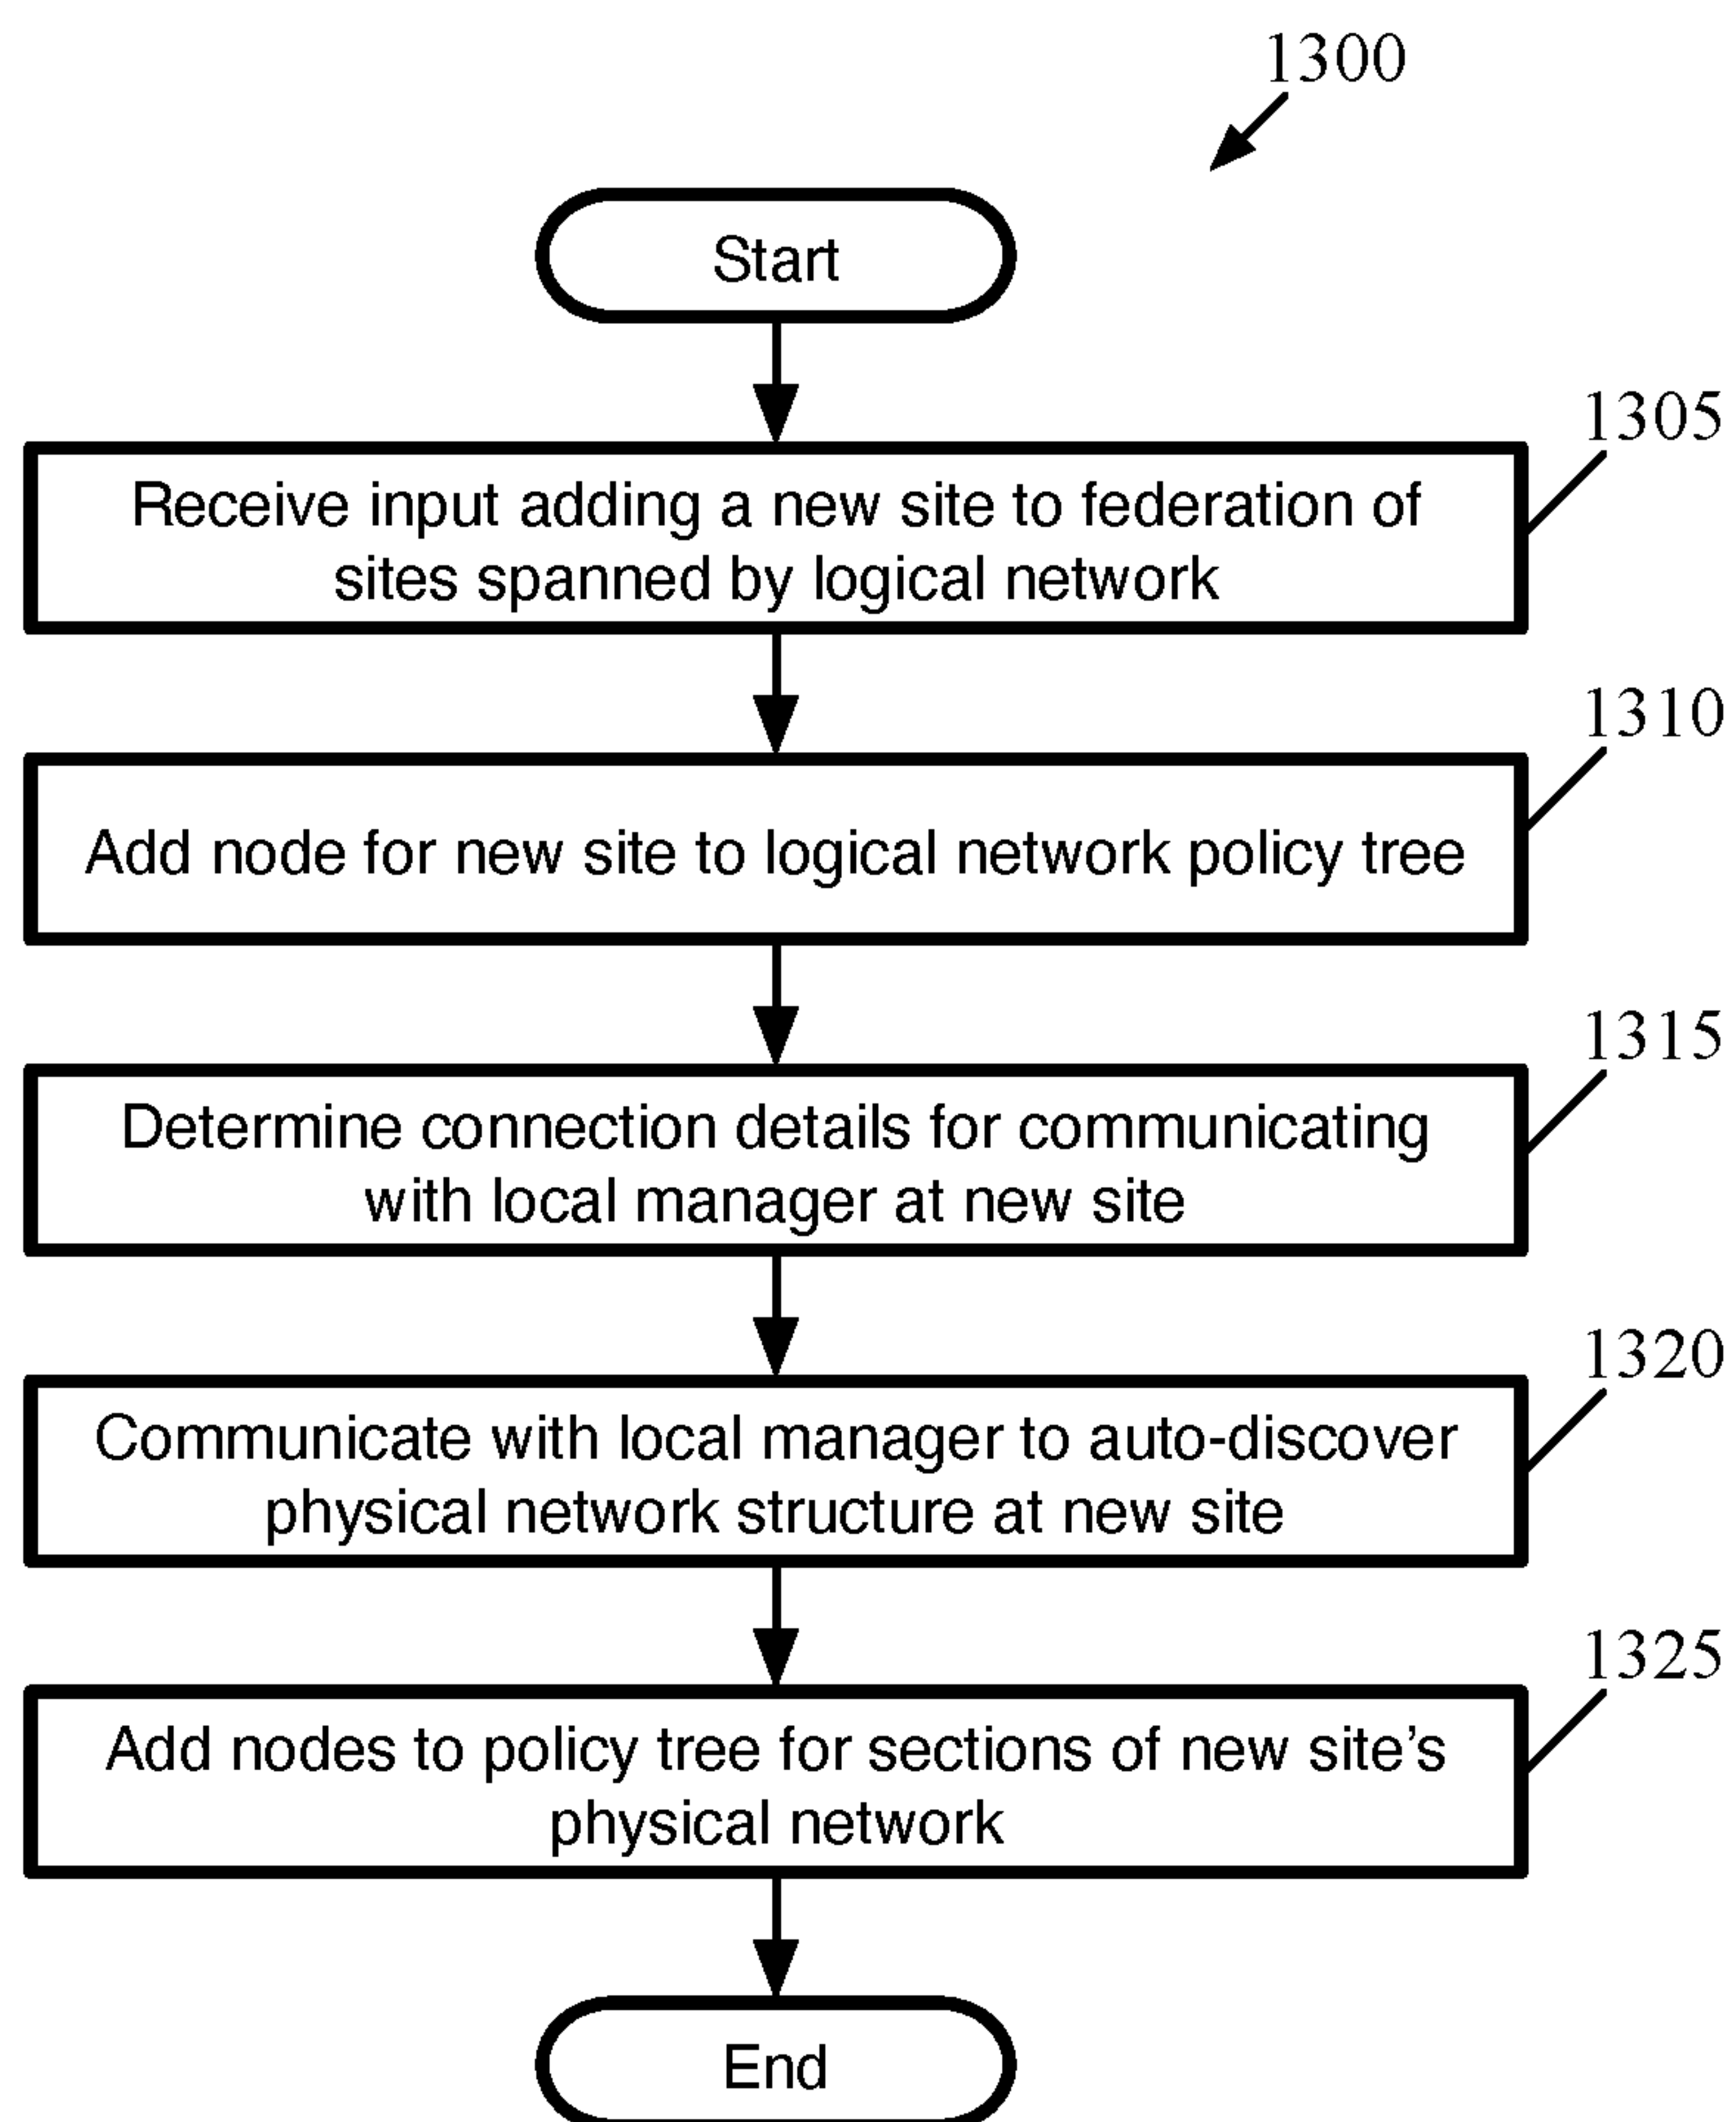 1300
Start
1305
Receive input adding a new site to federation of
sites spanned by logical network
1310
Add node for new site to logical network policy tree
1315
Determine connection details for communicating
with local manager at new site
1320
Communicate with local manager to auto-discover
physical network structure at new site
1325
Add nodes to policy tree for sections of new site’s
physical network
End